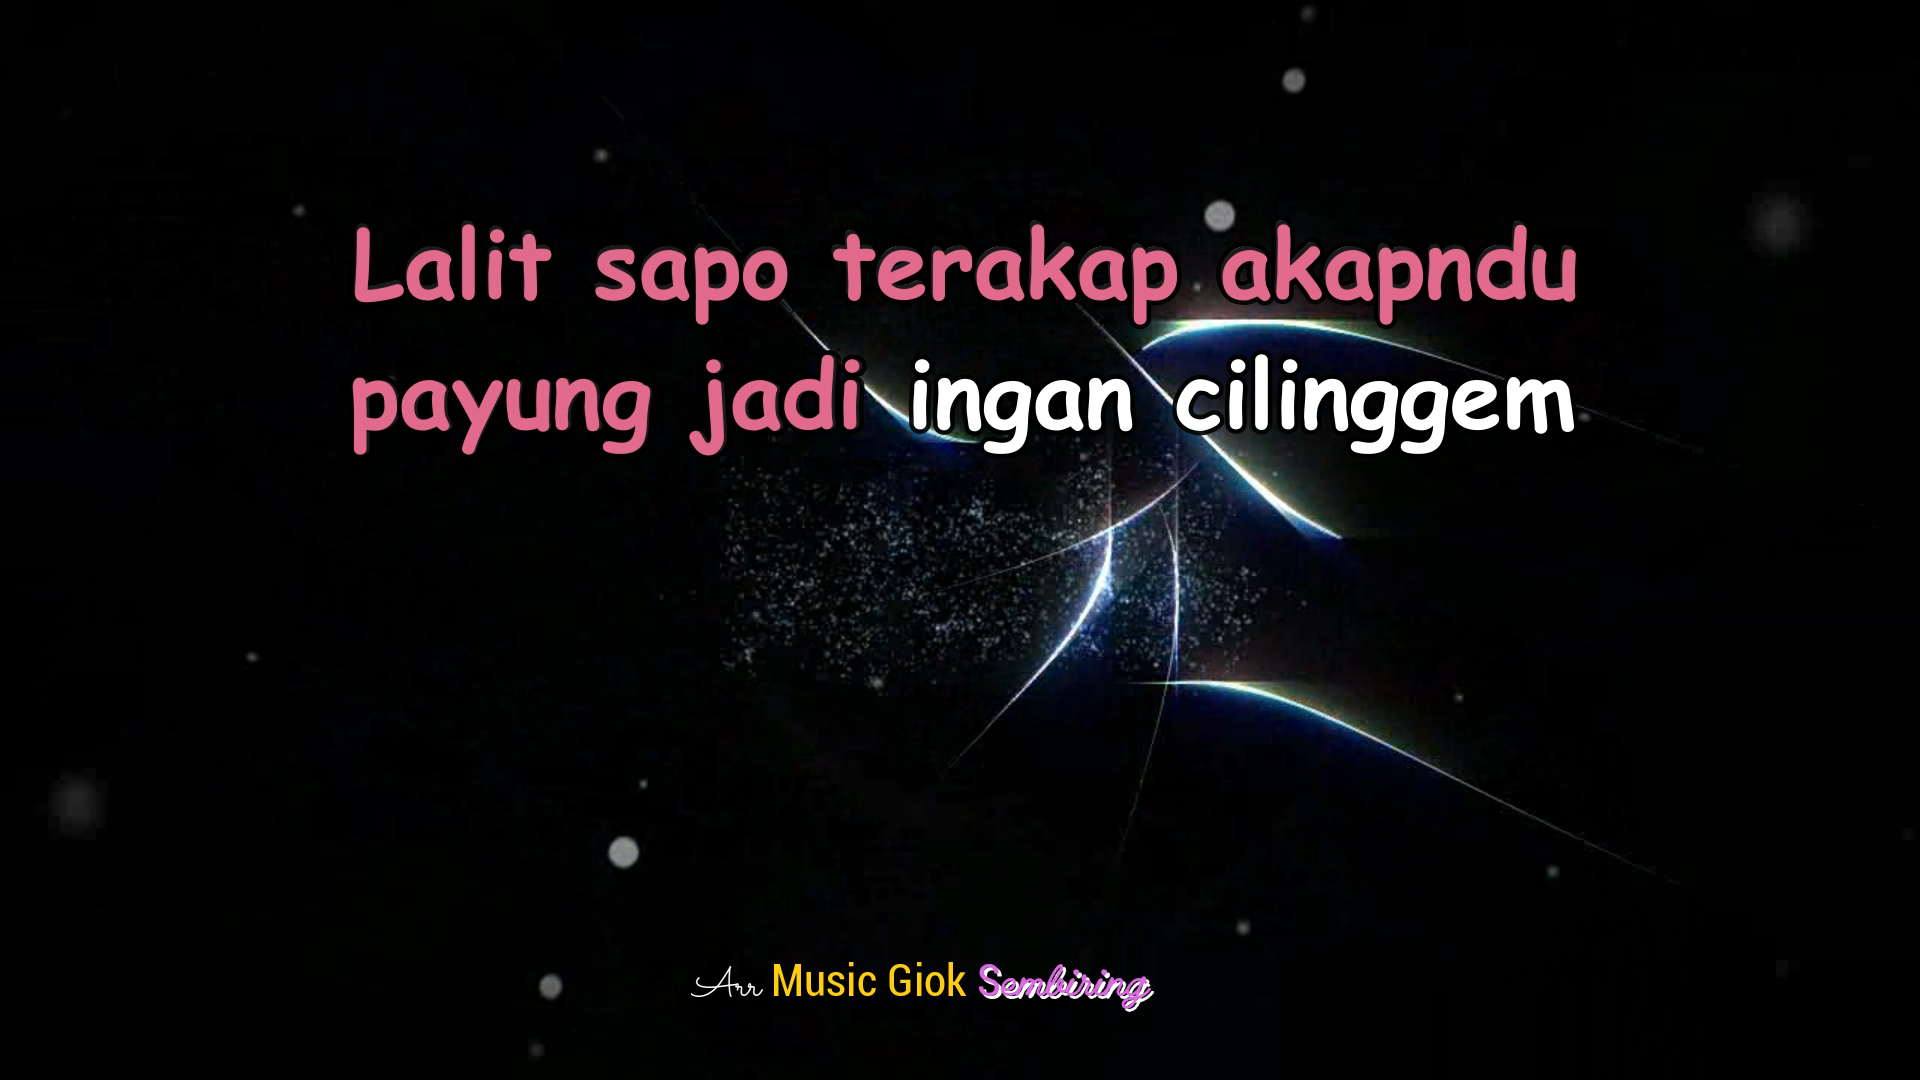 Lalit sapo terakap akapndu
payung jadi ingan cilinggem
Arr Music Giok Sembiring